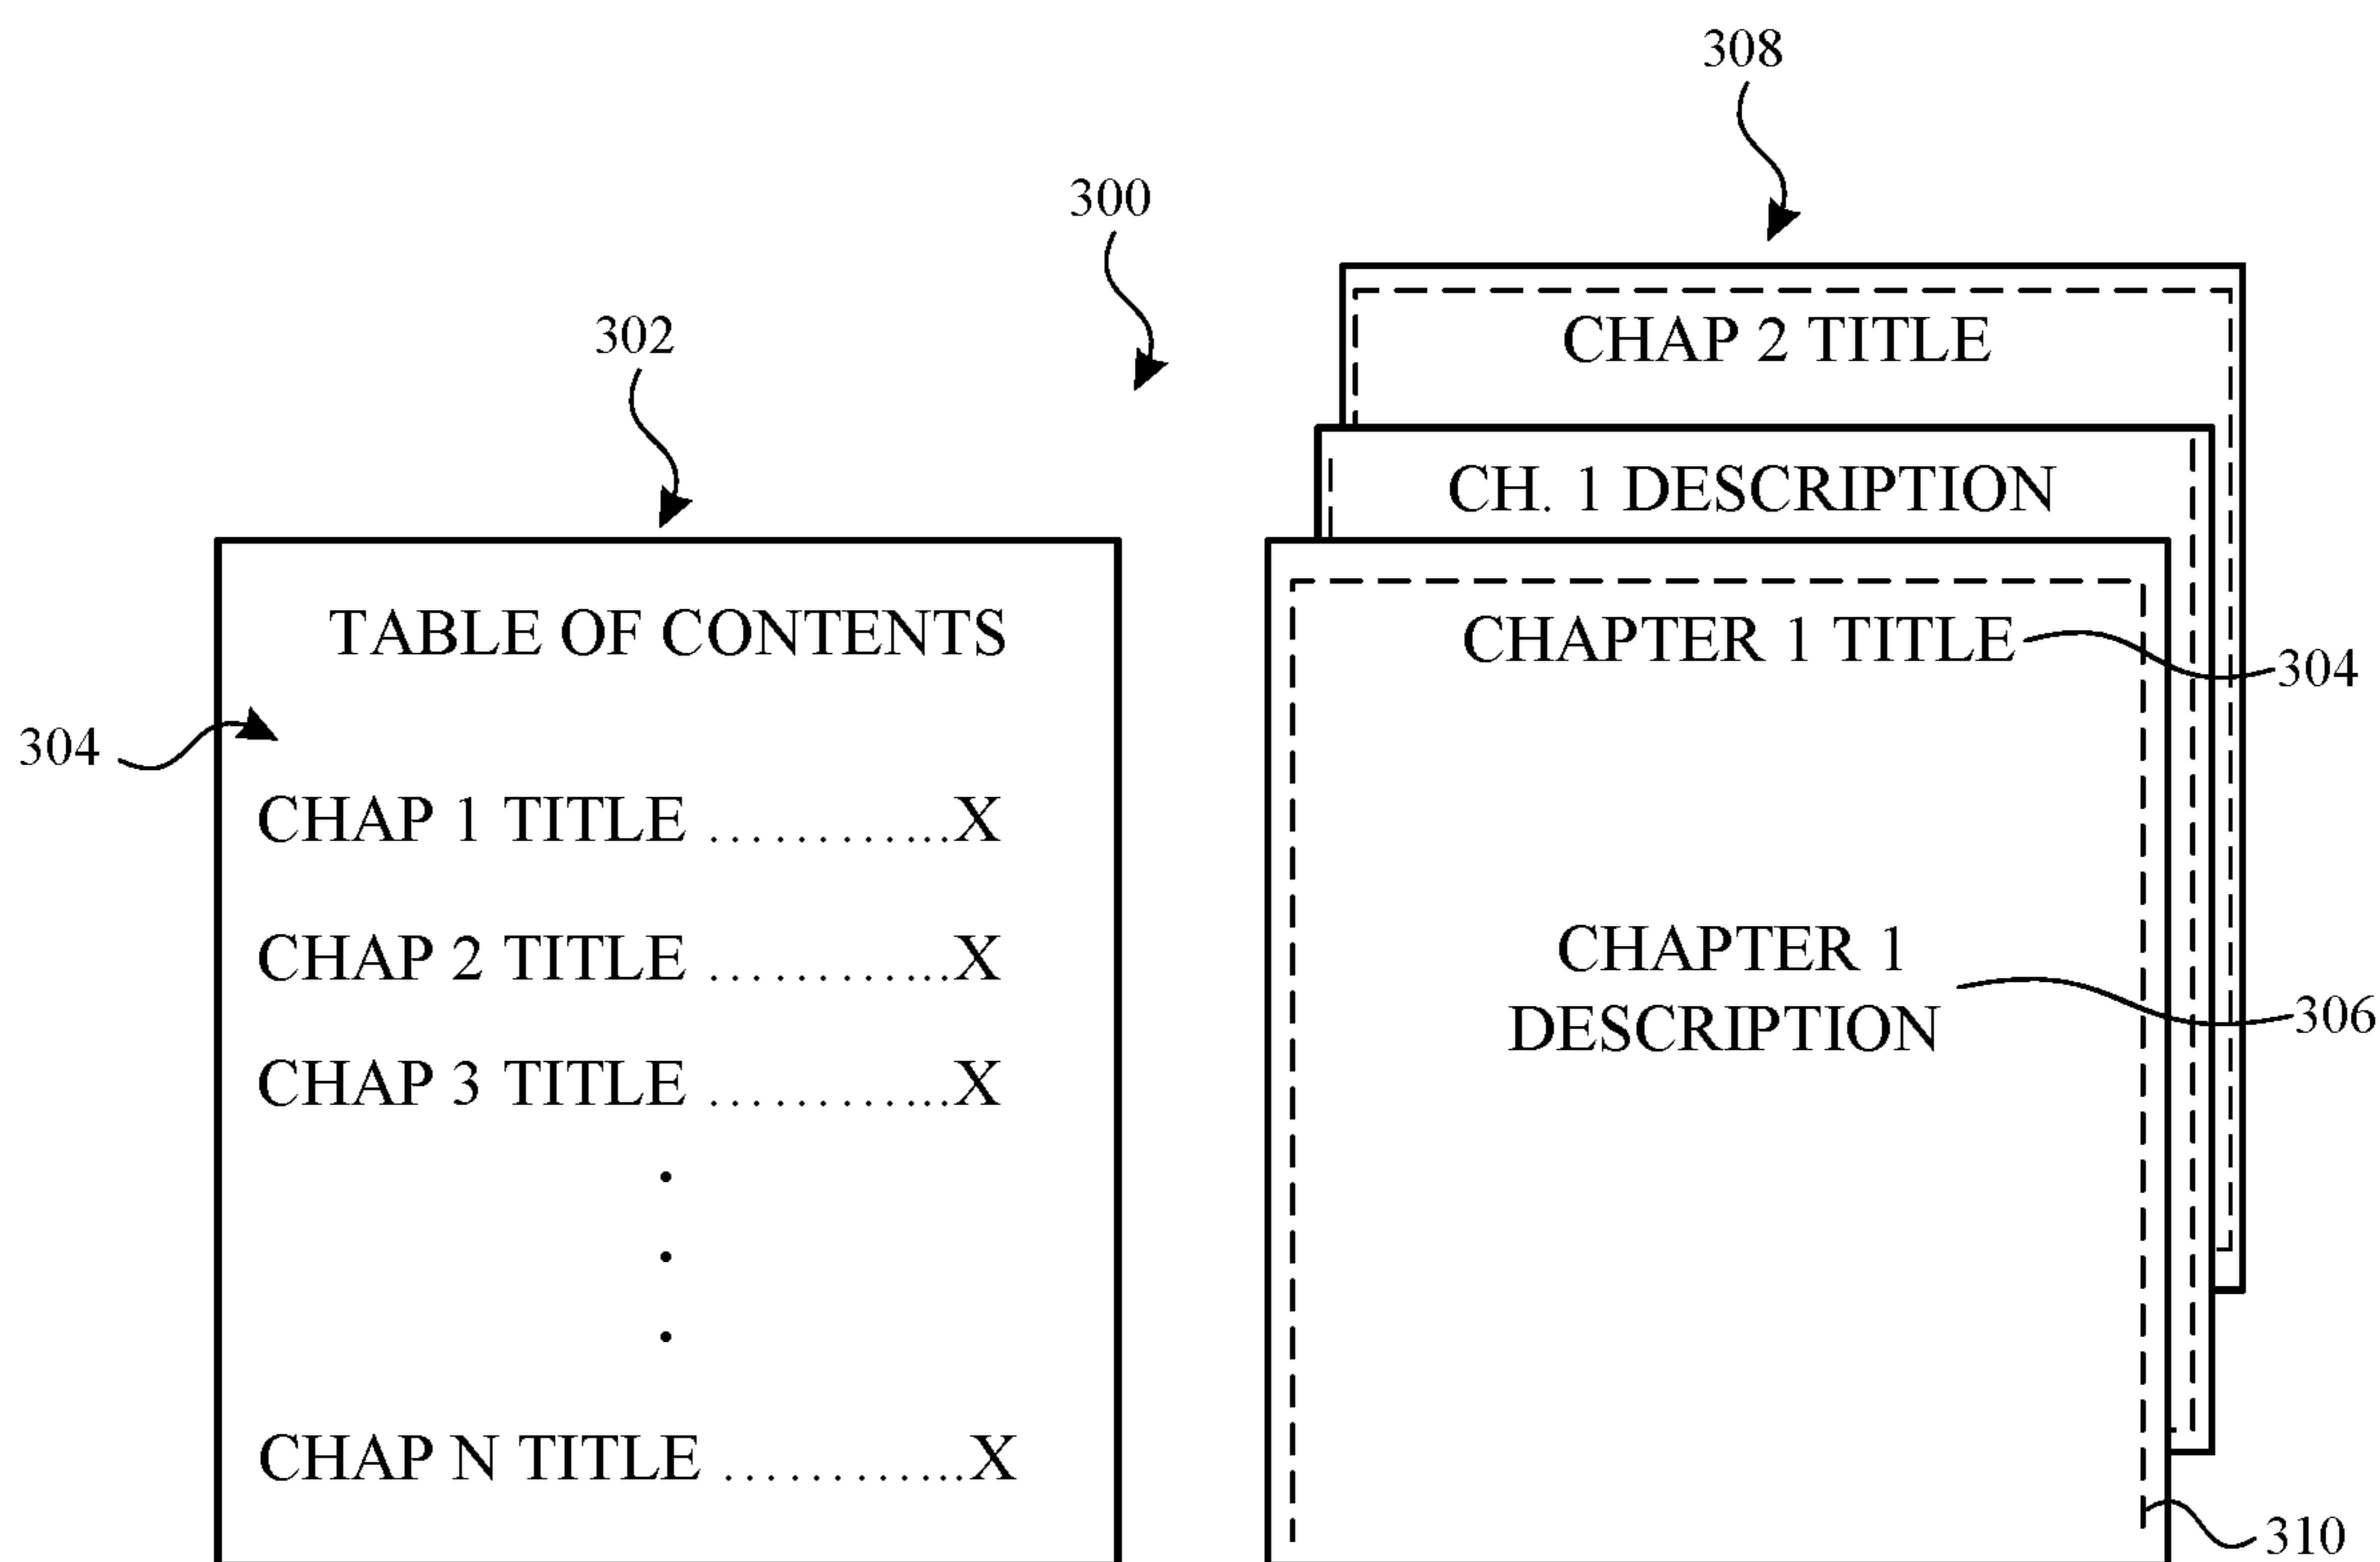 308
300
302
CHAP 2 TITLE
CH. 1 DESCRIPTION
TABLE OF CONTENTS
304
CHAP 1 TITLE ............X
CHAP 2 TITLE ............X
CHAP 3 TITLE ............X
.
.
.
CHAP N TITLE ............X
CHAPTER 1 TITLE
304
CHAPTER 1
DESCRIPTION
306
310